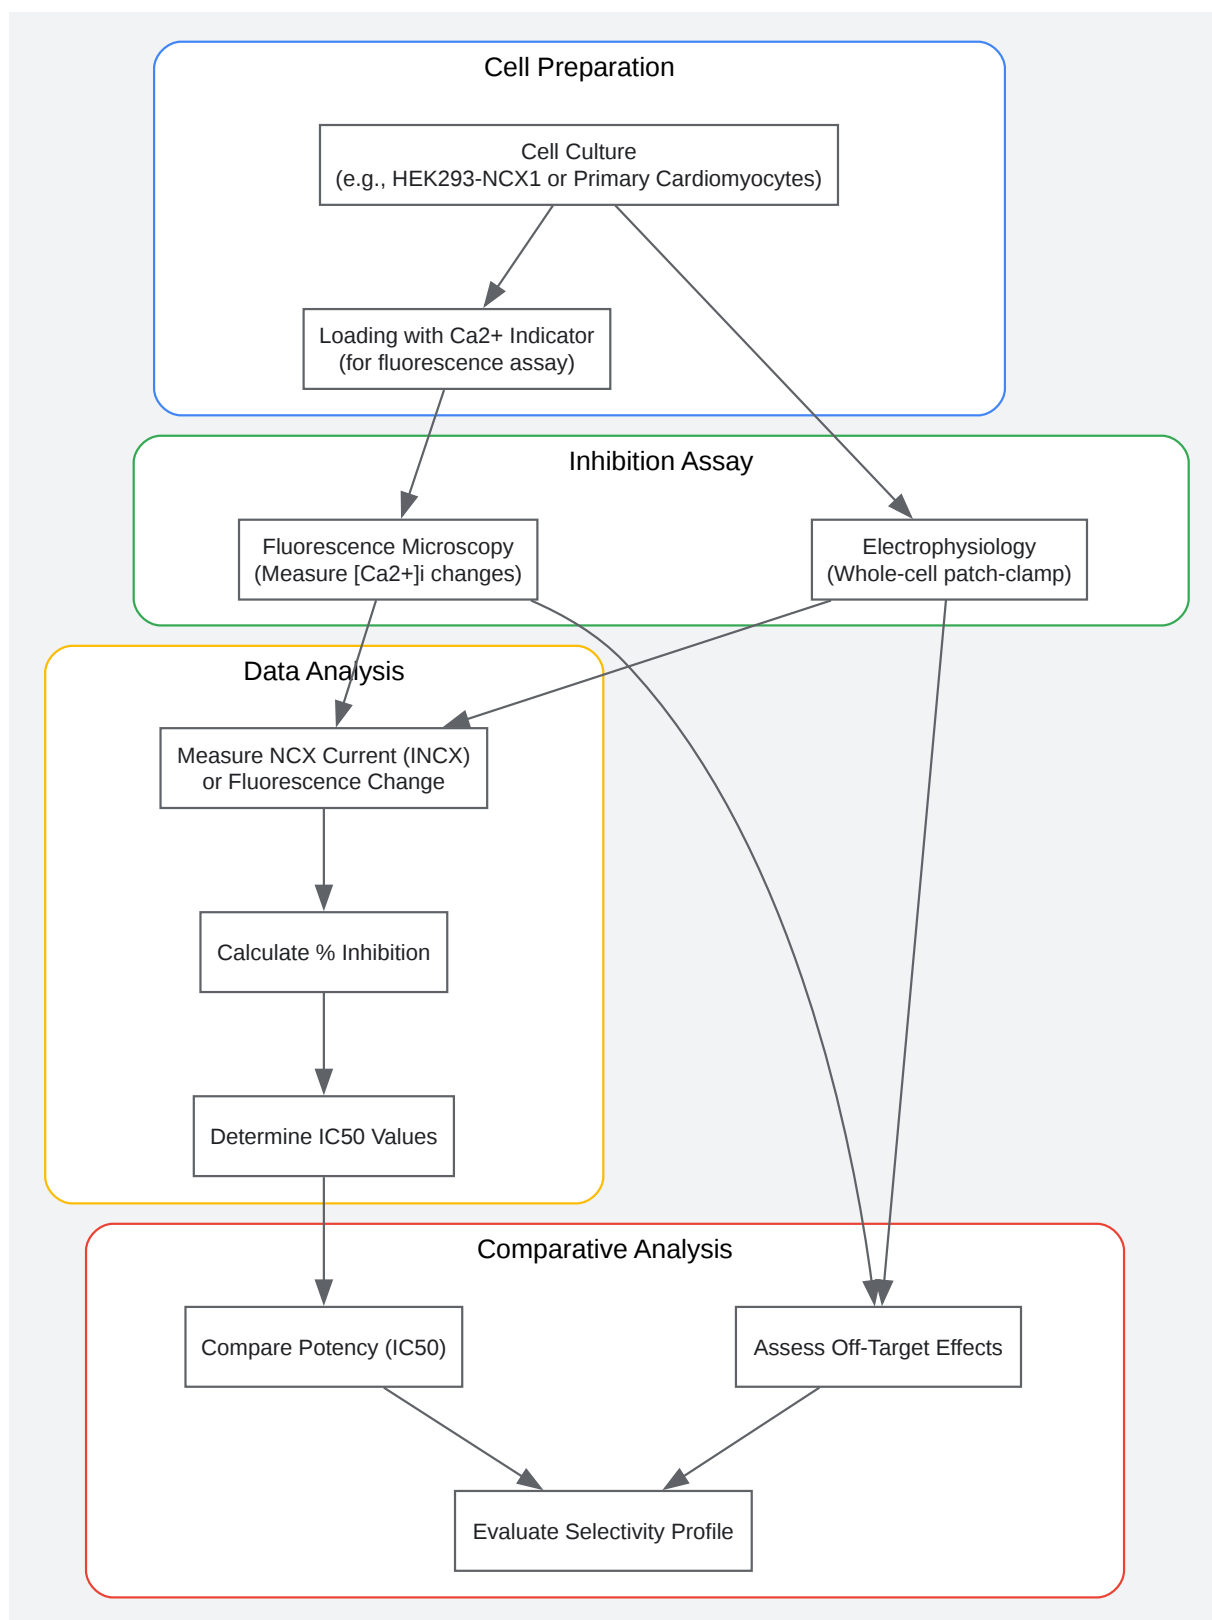 Cell Preparation
Cell Culture
(e.g., HEK293-NCX1 or Primary Cardiomyocytes)
Loading with Ca2+ Indicator
(for fluorescence assay)
Inhibition Assay
Fluorescence Microscopy
(Measure [Ca2+]i changes)
Electrophysiology
(Whole-cell patch-clamp)
Data Analysis
Measure NCX Current (INCX)
or Fluorescence Change
Calculate % Inhibition
Determine IC50 Values
Comparative Analysis
Compare Potency (IC50)
Assess Off-Target Effects
Evaluate Selectivity Profile